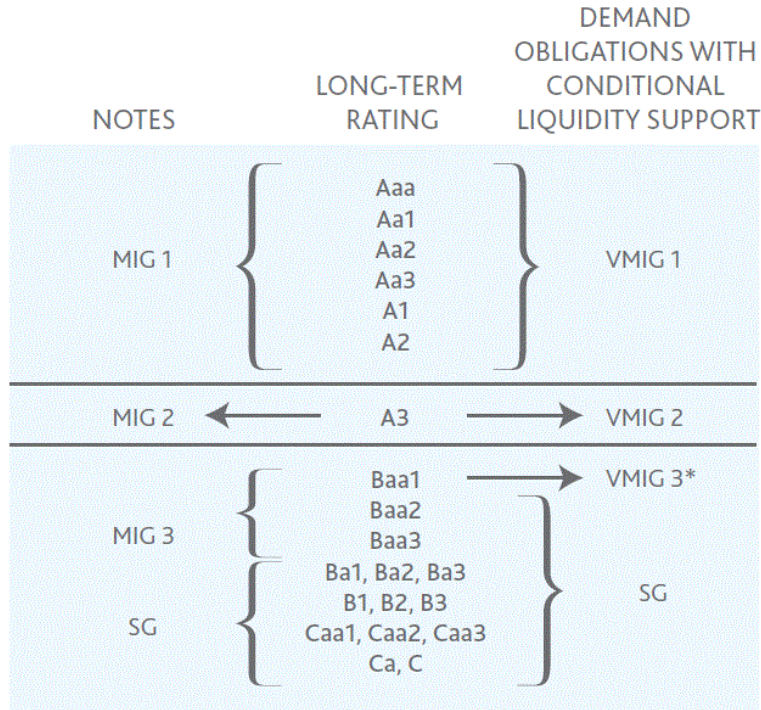 NOTES
LONG-TERM
RATING
DEMAND
OBLIGATIONS WITH
CONDITIONAL
LIQUIDITY SUPPORT
MIG 1
Aaa
Aa1
Aa2
Aa3
A1
A2
VMIG 1
MIG 2
A3
VMIG 2
MIG 3
Baa1
Baa2
Baa3
VMIG 3*
SG
Ba1, Ba2, Ba3
B1, B2, B3
Caa1, Caa2, Caa3
Ca, C
SG